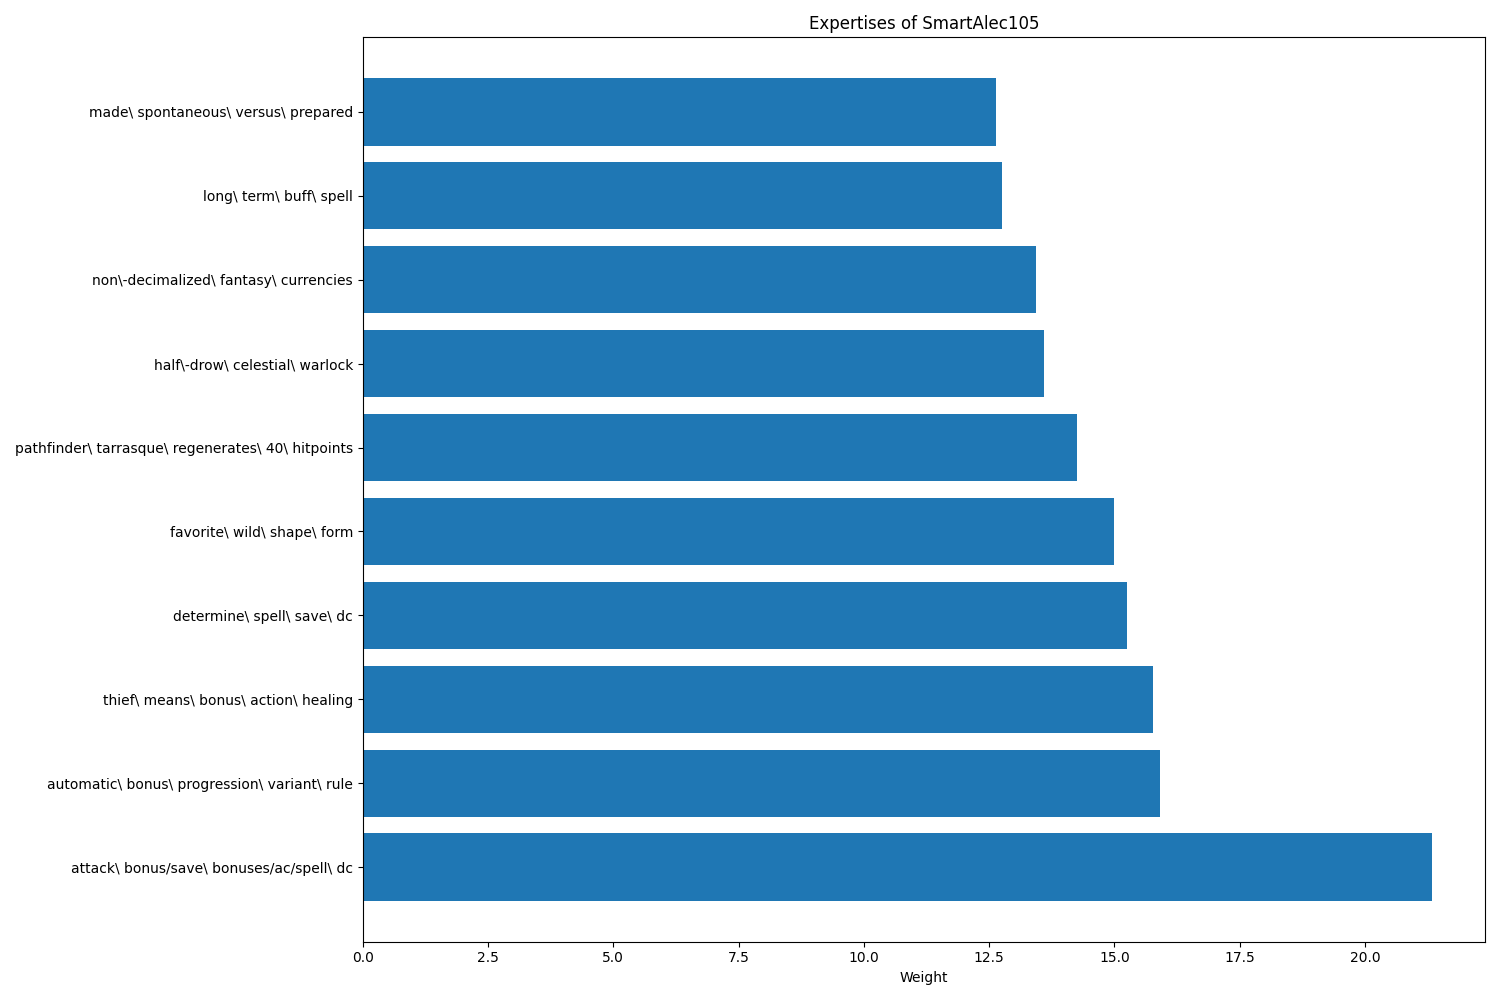 Expertises of SmartAlec105
made\ spontaneous\ versus\ prepared
long\ term\ buff\ spell
non\-decimalized\ fantasy\ currencies
half\-drow\ celestial\ warlock
pathfinder\ tarrasque\ regenerates\ 40\ hitpoints
favorite\ wild\ shape\ form
determine\ spell\ save\ dc
thief\ means\ bonus\ action\ healing
automatic\ bonus\ progression\ variant\ rule
attack\ bonus/save\ bonuses/ac/spell\ dc
0.0 2.5 5.0 7.5 10.0 12.5 15.0 17.5 20.0
Weight